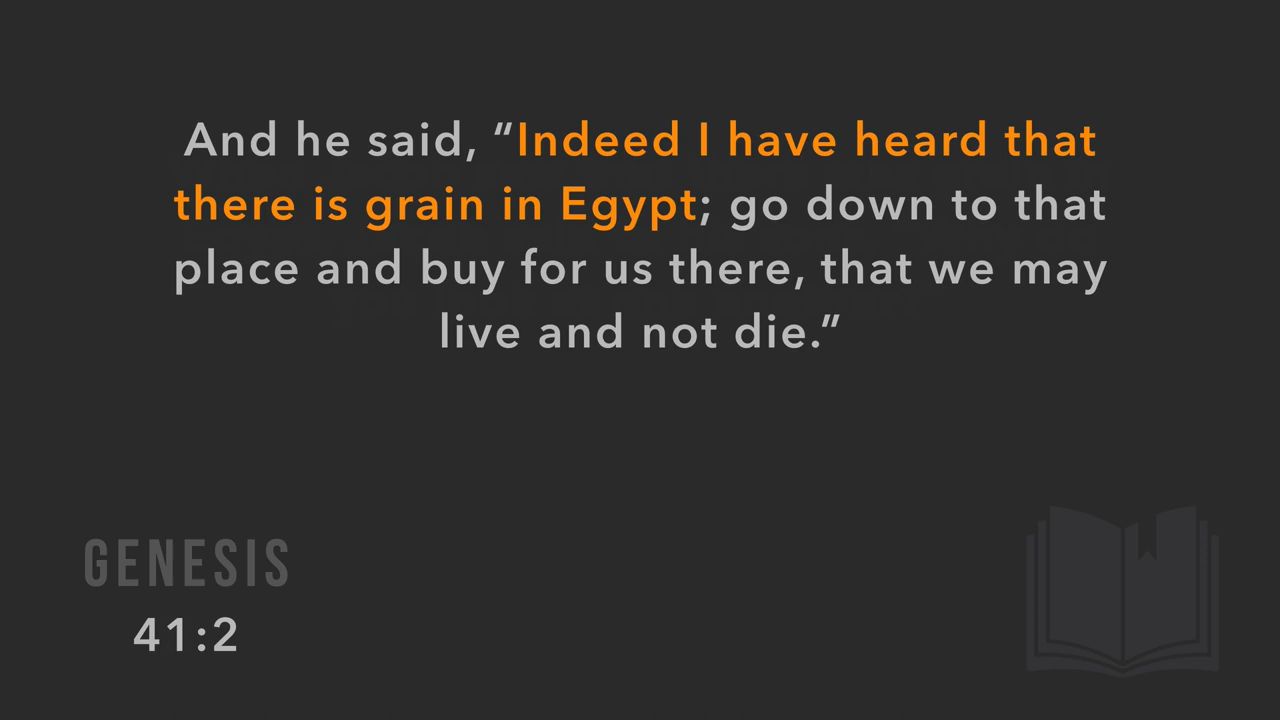 And he said, “Indeed I have heard that
there is grain in Egypt; go down to that
place and buy for us there, that we may
live and not die.”
GENESIS
41:2